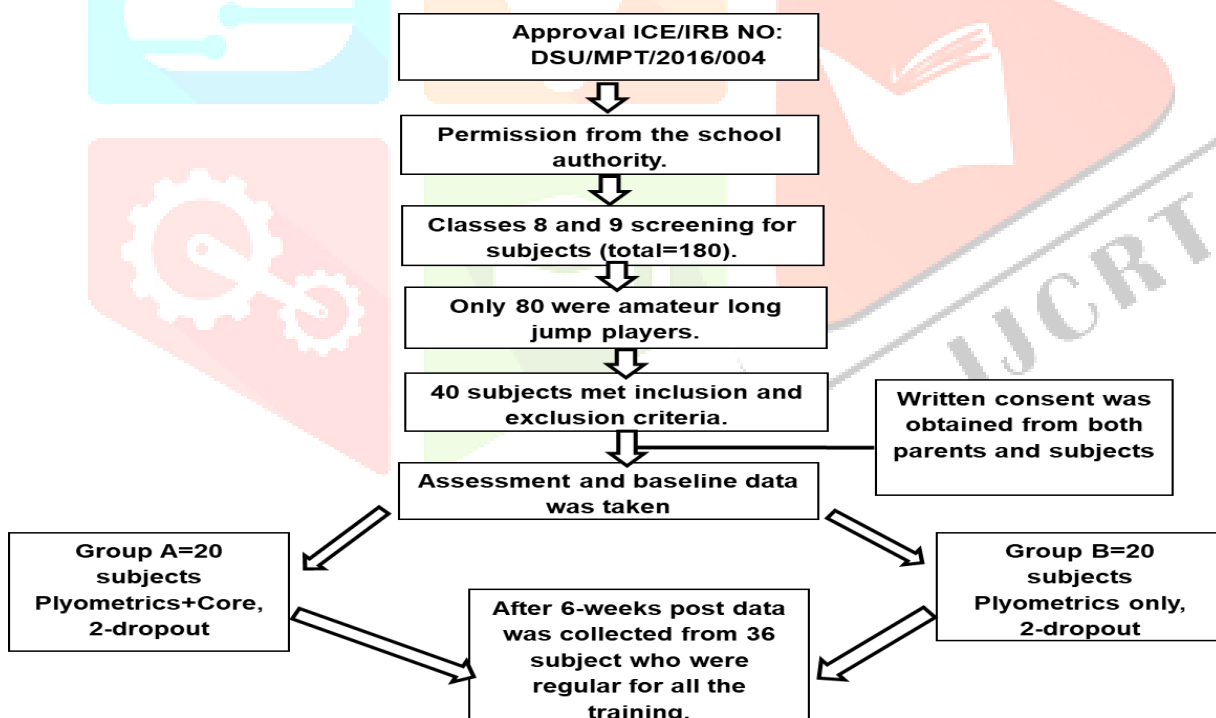 Approval ICE/IRB NO:
DSU/MPT/2016/004
Permission from the school
authority.
Classes 8 and 9 screening for
subjects (total=180).
Only 80 were amateur long
jump players.
40 subjects met inclusion and
exclusion criteria.
Written consent was
obtained from both
parents and subjects
Assessment and baseline data
was taken
Group A=20
subjects
Plyometrics+Core,
2-dropout
Group B=20
subjects
Plyometrics only,
2-dropout
After 6-weeks post data
was collected from 36
subject who were
regular for all the
training.
IJCRT